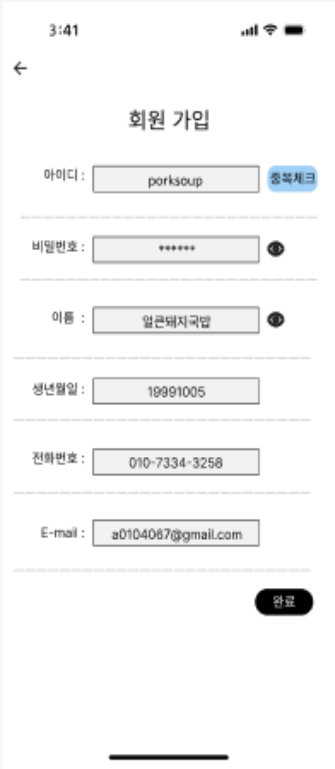 3:41
회원 가입
아이디 : porksoup 중복체크
비밀번호 : ******
이름 : 얼큰돼지국밥
생년월일 : 19991005
전화번호 : 010-7334-3258
E-mail : a0104067@gmail.com
완료